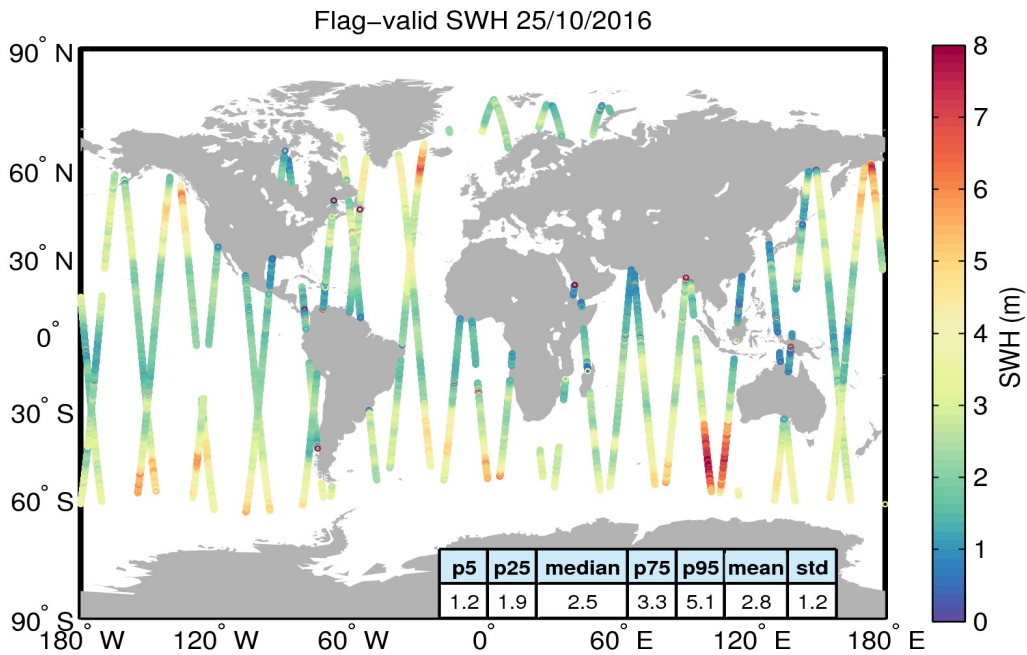 Flag−valid SWH 25/10/2016
90° N
60° N
30° N
0°
30° S
60° S
90° S
180° W
120° W
60° W
0°
60° E
120° E
180° E
p5 p25 median p75 p95 mean std
1.2 1.9 2.5 3.3 5.1 2.8 1.2
8
7
6
5
4
3
2
1
0
SWH (m)